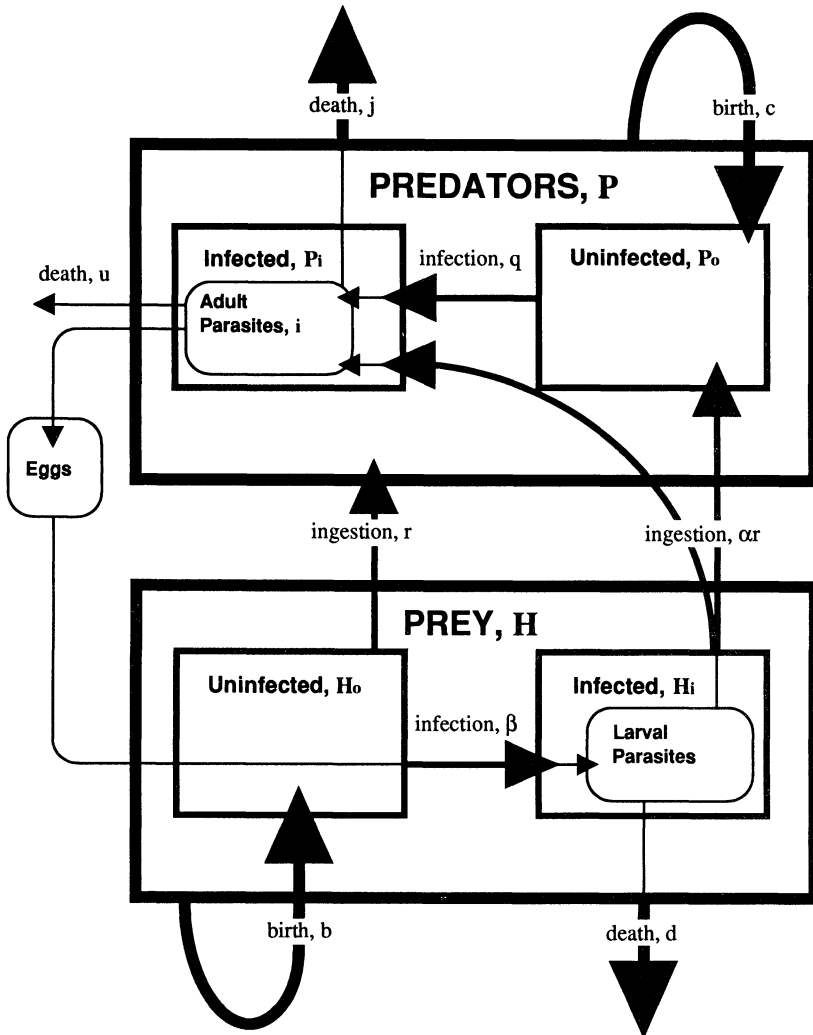 death, j
birth, c
PREDATORS, P
Infected, Pi
infection, q
Uninfected, Po
death, u
Adult
Parasites, i
Eggs
ingestion, r
ingestion, αr
PREY, H
Uninfected, Ho
infection, β
Infected, Hi
Larval
Parasites
birth, b
death, d